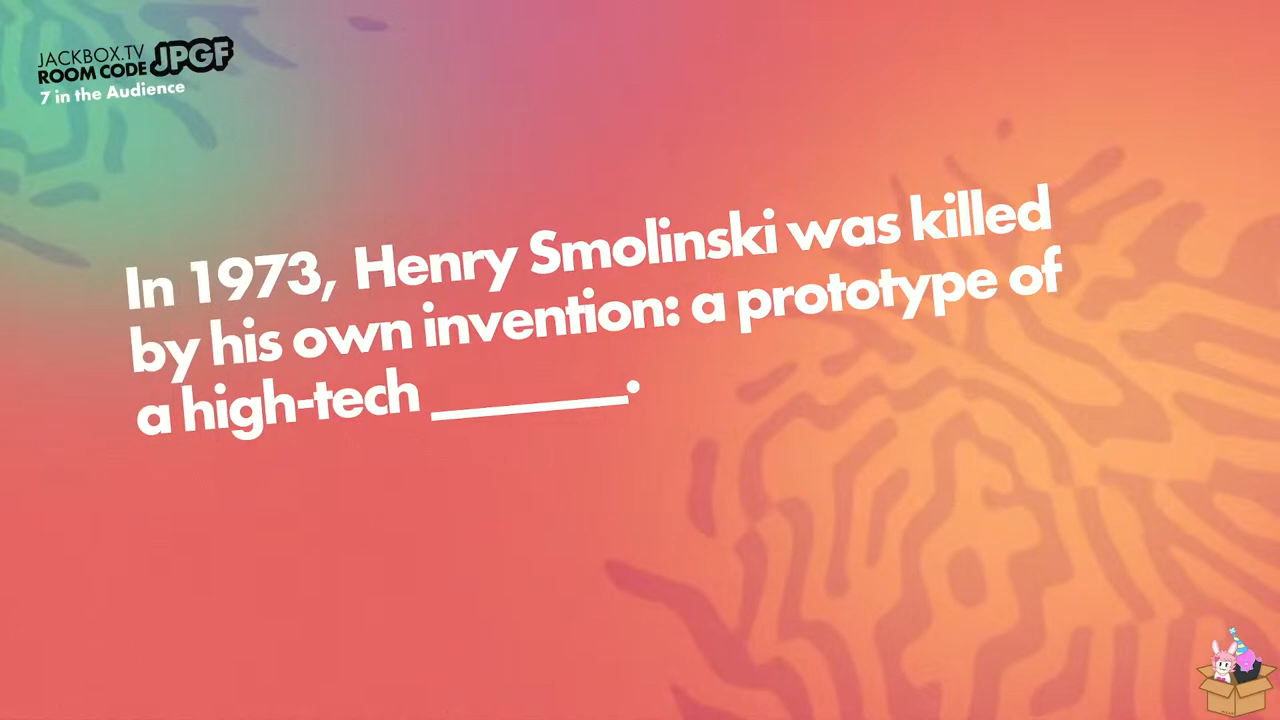 JACKBOX.TV
ROOM CODE JPGF
7 in the Audience
In 1973, Henry Smolinski was killed
by his own invention: a prototype of
a high-tech ________.